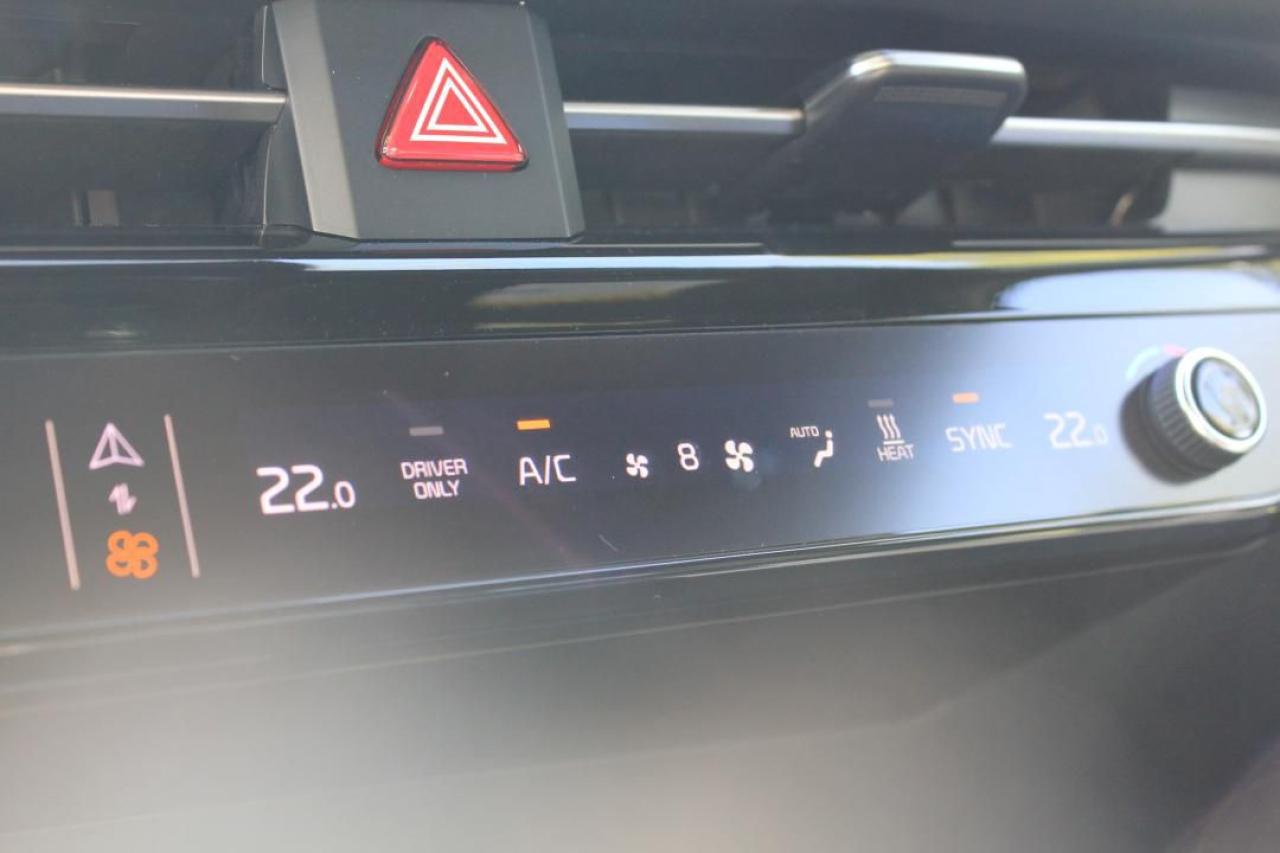 22.0
DRIVER
ONLY
A/C
8
AUTO
HEAT
SYNC
22.0